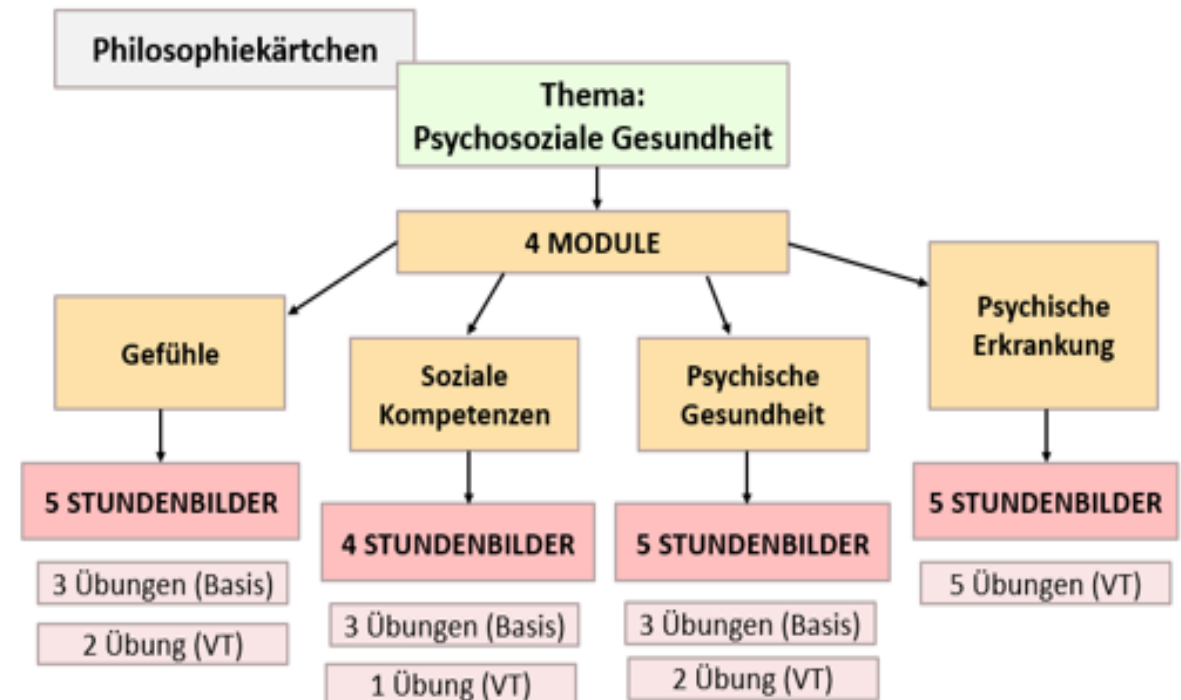 Philosophiekärtchen
Thema:
Psychosoziale Gesundheit
4 MODULE
Gefühle
Soziale
Kompetenzen
Psychische
Gesundheit
Psychische
Erkrankung
5 STUNDENBILDER
4 STUNDENBILDER
5 STUNDENBILDER
5 STUNDENBILDER
3 Übungen (Basis)
2 Übung (VT)
3 Übungen (Basis)
1 Übung (VT)
3 Übungen (Basis)
2 Übung (VT)
5 Übungen (VT)